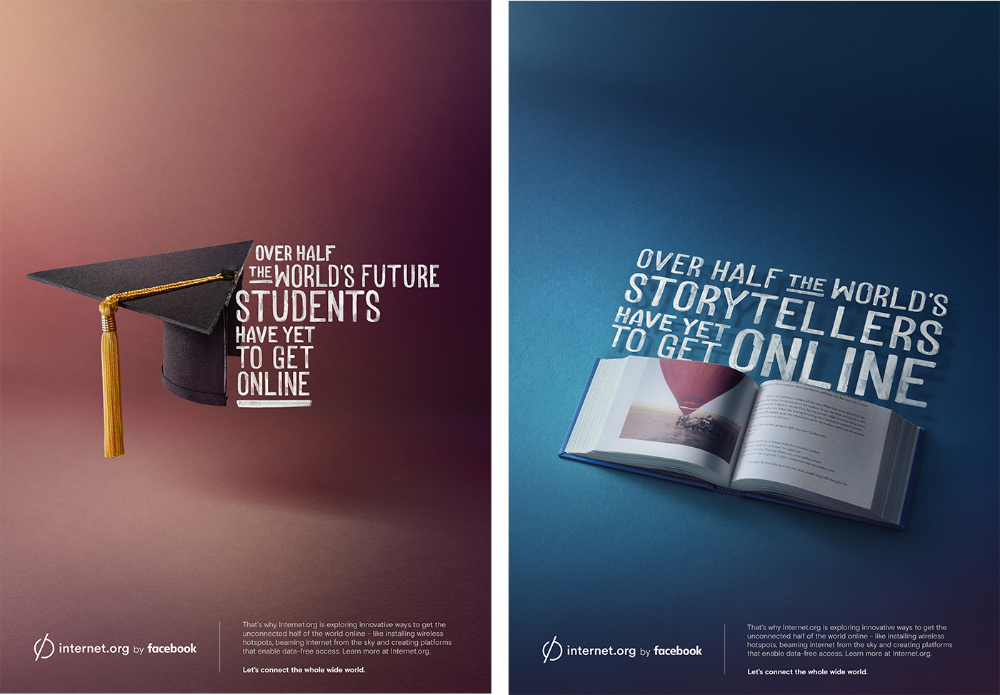 OVER HALF
THE WORLD'S FUTURE
STUDENTS
HAVE YET
TO GET
ONLINE
internet.org by facebook
That's why Internet.org is exploring innovative ways to get the
unconnected half of the world online – like installing wireless
hotspots, beaming internet from the sky and creating platforms
that enable data-free access. Learn more at Internet.org.
Let's connect the whole wide world.
OVER HALF THE WORLD'S
STORYTELLERS
HAVE YET
TO GET ONLINE
internet.org by facebook
That's why Internet.org is exploring innovative ways to get the
unconnected half of the world online – like installing wireless
hotspots, beaming internet from the sky and creating platforms
that enable data-free access. Learn more at Internet.org.
Let's connect the whole wide world.